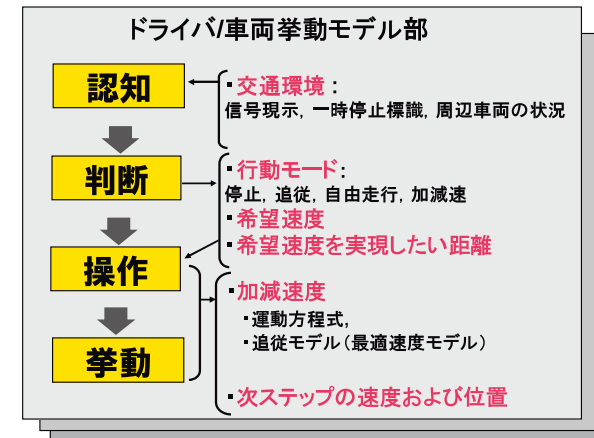 ドライバ/車両挙動モデル部
認知
・交通環境：
信号現示，一時停止標識，周辺車両の状況
判断
・行動モード：
停止，追従，自由走行，加減速
・希望速度
・希望速度を実現したい距離
操作
・加減速度
・運動方程式，
・追従モデル（最適速度モデル）
挙動
・次ステップの速度および位置